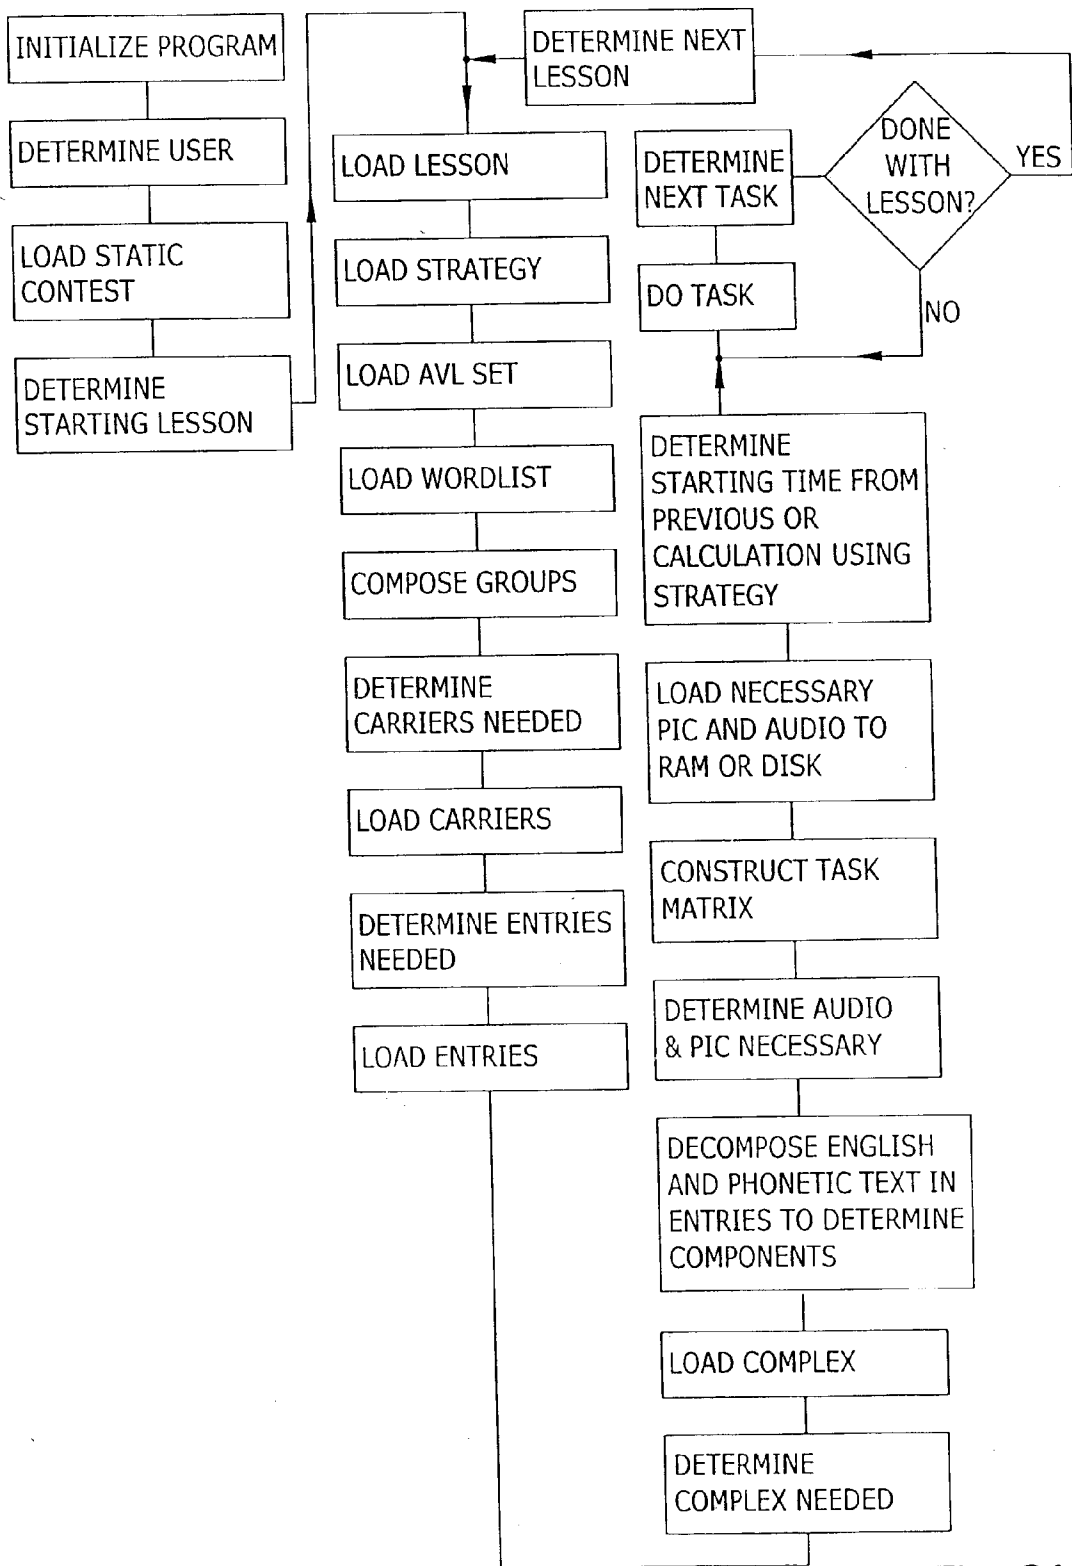 INITIALIZE PROGRAM
DETERMINE USER
LOAD STATIC
CONTEST
DETERMINE
STARTING LESSON
DETERMINE NEXT
LESSON
LOAD LESSON
LOAD STRATEGY
LOAD AVL SET
LOAD WORDLIST
COMPOSE GROUPS
DETERMINE
CARRIERS NEEDED
LOAD CARRIERS
DETERMINE ENTRIES
NEEDED
LOAD ENTRIES
DONE
WITH
LESSON?
YES
NO
DETERMINE
NEXT TASK
DO TASK
DETERMINE
STARTING TIME FROM
PREVIOUS OR
CALCULATION USING
STRATEGY
LOAD NECESSARY
PIC AND AUDIO TO
RAM OR DISK
CONSTRUCT TASK
MATRIX
DETERMINE AUDIO
& PIC NECESSARY
DECOMPOSE ENGLISH
AND PHONETIC TEXT IN
ENTRIES TO DETERMINE
COMPONENTS
LOAD COMPLEX
DETERMINE
COMPLEX NEEDED